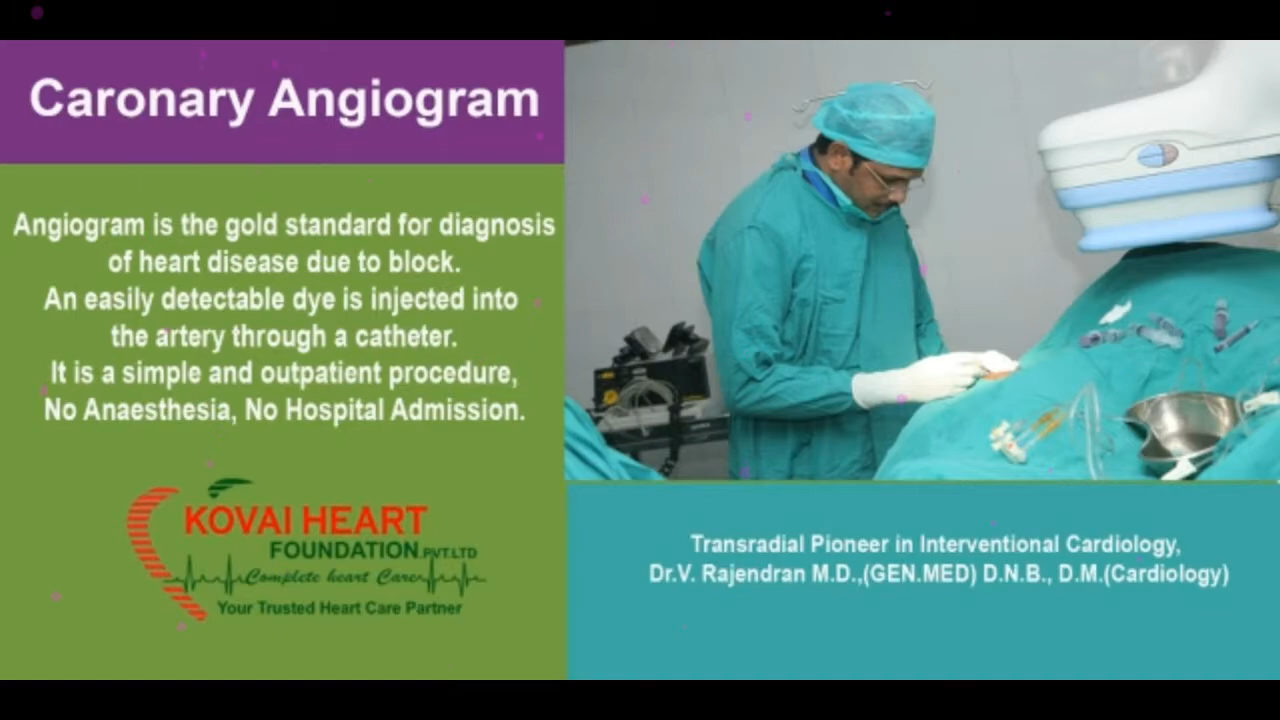 Caronary Angiogram
Angiogram is the gold standard for diagnosis
of heart disease due to block.
An easily detectable dye is injected into
the artery through a catheter.
It is a simple and outpatient procedure,
No Anaesthesia, No Hospital Admission.
KOVAI HEART
FOUNDATION PVT.LTD
Complete heart Care
Your Trusted Heart Care Partner
Transradial Pioneer in Interventional Cardiology,
Dr.V. Rajendran M.D.,(GEN.MED) D.N.B., D.M.(Cardiology)